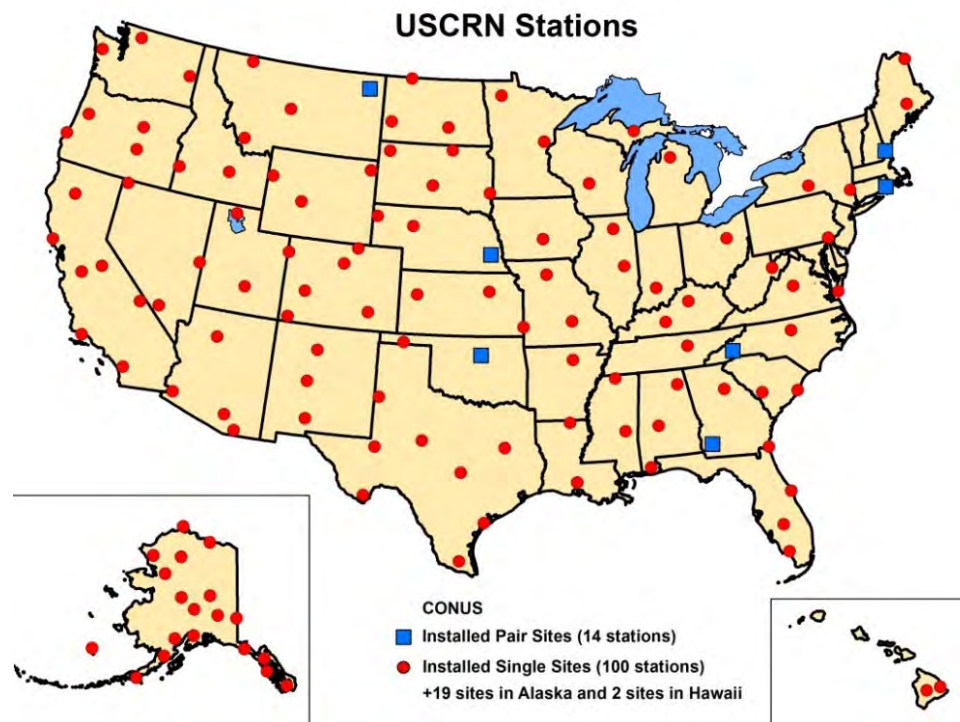 USCRN Stations
CONUS
Installed Pair Sites (14 stations)
Installed Single Sites (100 stations)
+19 sites in Alaska and 2 sites in Hawaii